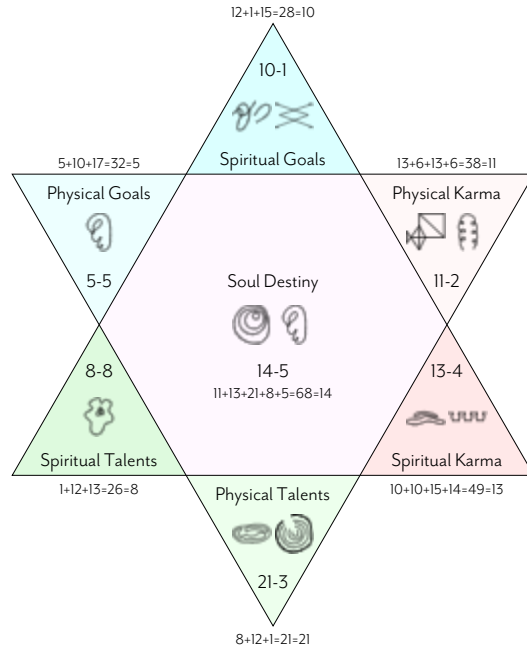 12+1+15=28=10
10-1
Spiritual Goals
5+10+17=32=5
13+6+13+6=38=11
Physical Goals
Physical Karma
5-5
11-2
Soul Destiny
14-5
11+13+21+8+5=68=14
8-8
13-4
Spiritual Talents
Spiritual Karma
1+12+13=26=8
10+10+15+14=49=13
Physical Talents
21-3
8+12+1=21=21